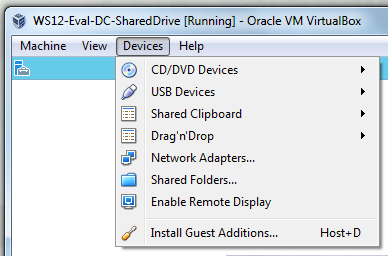 WS12-Eval-DC-SharedDrive [Running] - Oracle VM VirtualBox
Machine View Devices Help
CD/DVD Devices
USB Devices
Shared Clipboard
Drag'n'Drop
Network Adapters...
Shared Folders...
Enable Remote Display
Install Guest Additions... Host+D